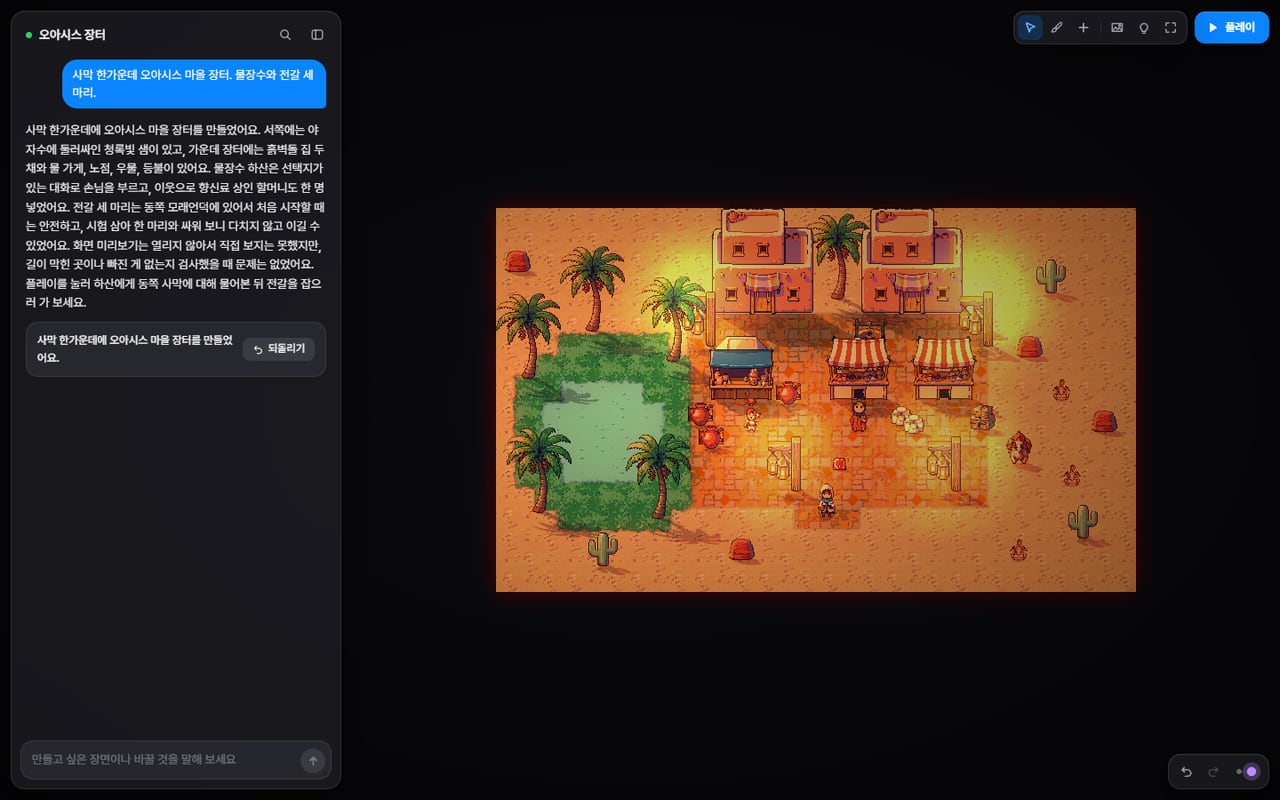 오아시스 장터
플레이
사막 한가운데 오아시스 마을 장터. 물장수와 전갈 세
마리.
사막 한가운데에 오아시스 마을 장터를 만들었어요. 서쪽에는 야
자수에 둘러싸인 청록빛 샘이 있고, 가운데 장터에는 흙벽돌 집 두
채와 물 가게, 노점, 우물, 등불이 있어요. 물장수 하산은 선택지가
있는 대화로 손님을 부르고, 이웃으로 향신료 상인 할머니도 한 명
넣었어요. 전갈 세 마리는 동쪽 모래언덕에 있어서 처음 시작할 때
는 안전하고, 시험 삼아 한 마리와 싸워 보니 다치지 않고 이길 수
있었어요. 화면 미리보기는 열리지 않아서 직접 보지는 못했지만,
길이 막힌 곳이나 빠진 게 없는지 검사했을 때 문제는 없었어요.
플레이를 눌러 하산에게 동쪽 사막에 대해 물어본 뒤 전갈을 잡으
러 가 보세요.
사막 한가운데에 오아시스 마을 장터를 만들었
어요.
되돌리기
만들고 싶은 장면이나 바꿀 것을 말해 보세요